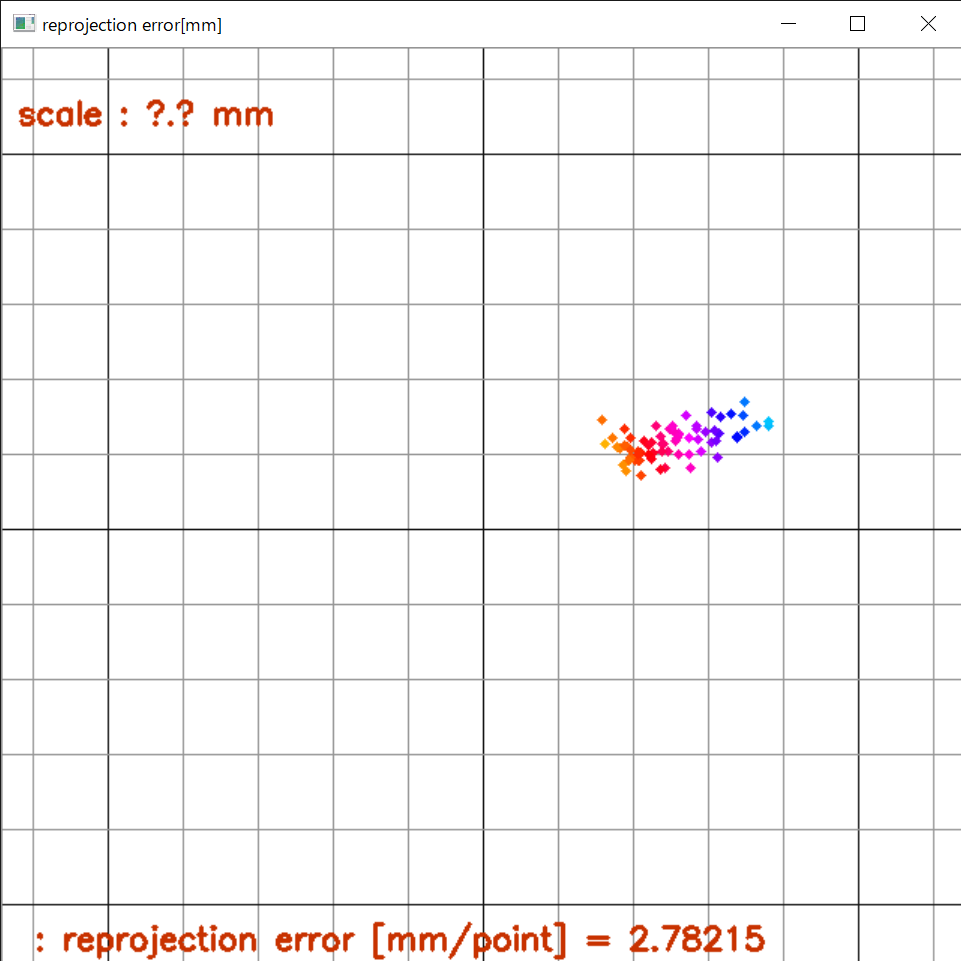 reprojection error[mm]
scale : ?.? mm
: reprojection error [mm/point] = 2.78215